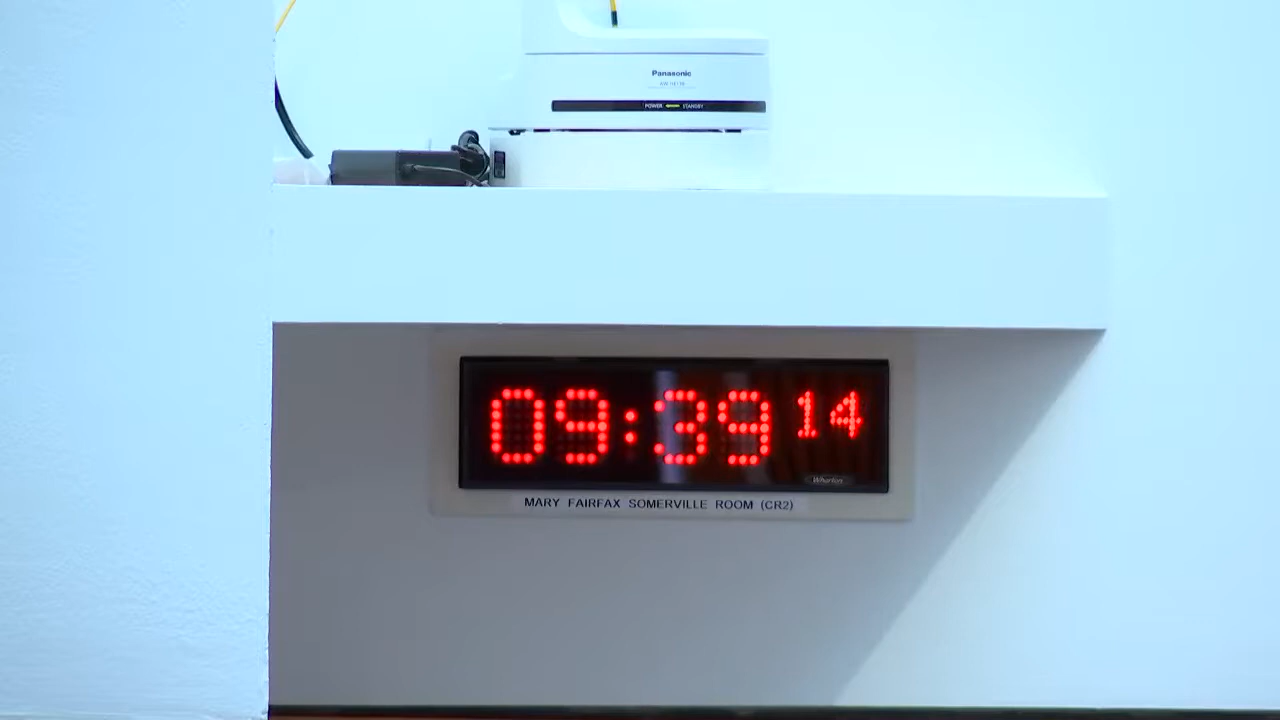 Panasonic
POWER STANDBY
09:39 14
Wharton
MARY FAIRFAX SOMERVILLE ROOM (CR2)